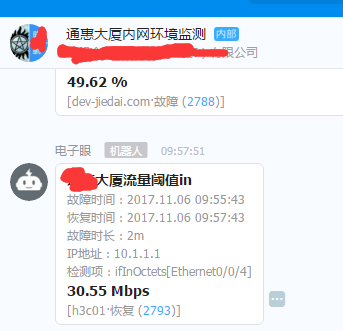 通惠大厦内网环境监测 内部
有限公司
49.62 %
[dev-jiedai.com·故障 (2788)]
电子眼 机器人 09:57:51
大厦流量阈值in
故障时间：2017.11.06 09:55:43
恢复时间：2017.11.06 09:57:43
故障时长：2m
IP地址：10.1.1.1
检测项：ifInOctets[Ethernet0/0/4]
30.55 Mbps
[h3c01·恢复 (2793)]